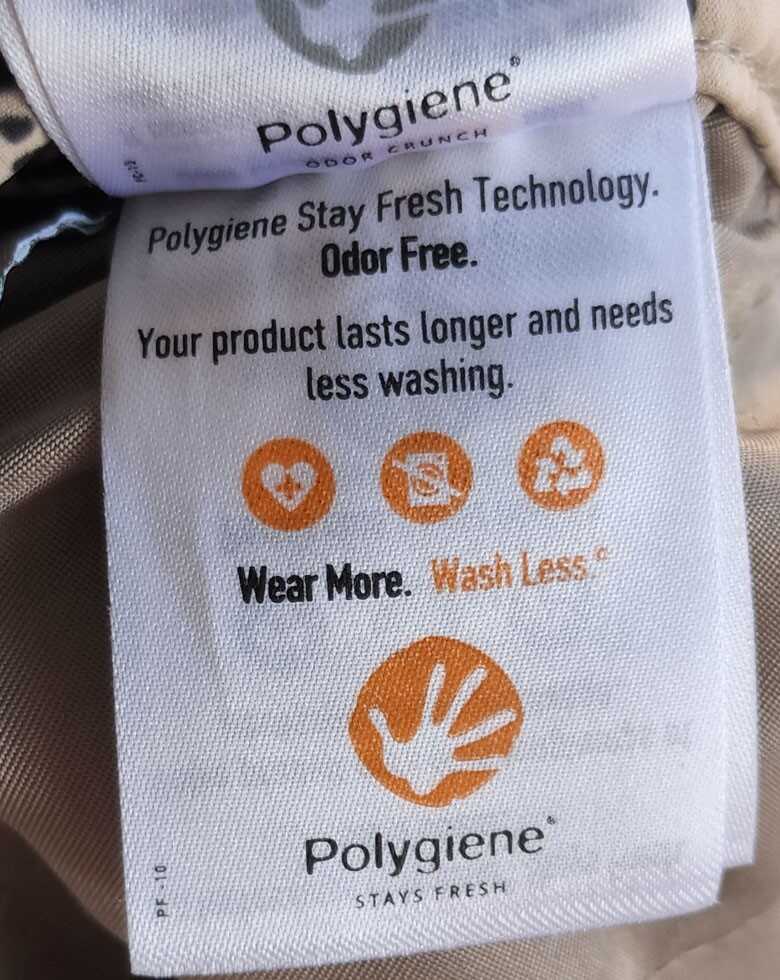 Polygiene®
ODOR CRUNCH
Polygiene Stay Fresh Technology.
Odor Free.
Your product lasts longer and needs
less washing.
Wear More. Wash Less.®
Polygiene®
STAYS FRESH
PF-10